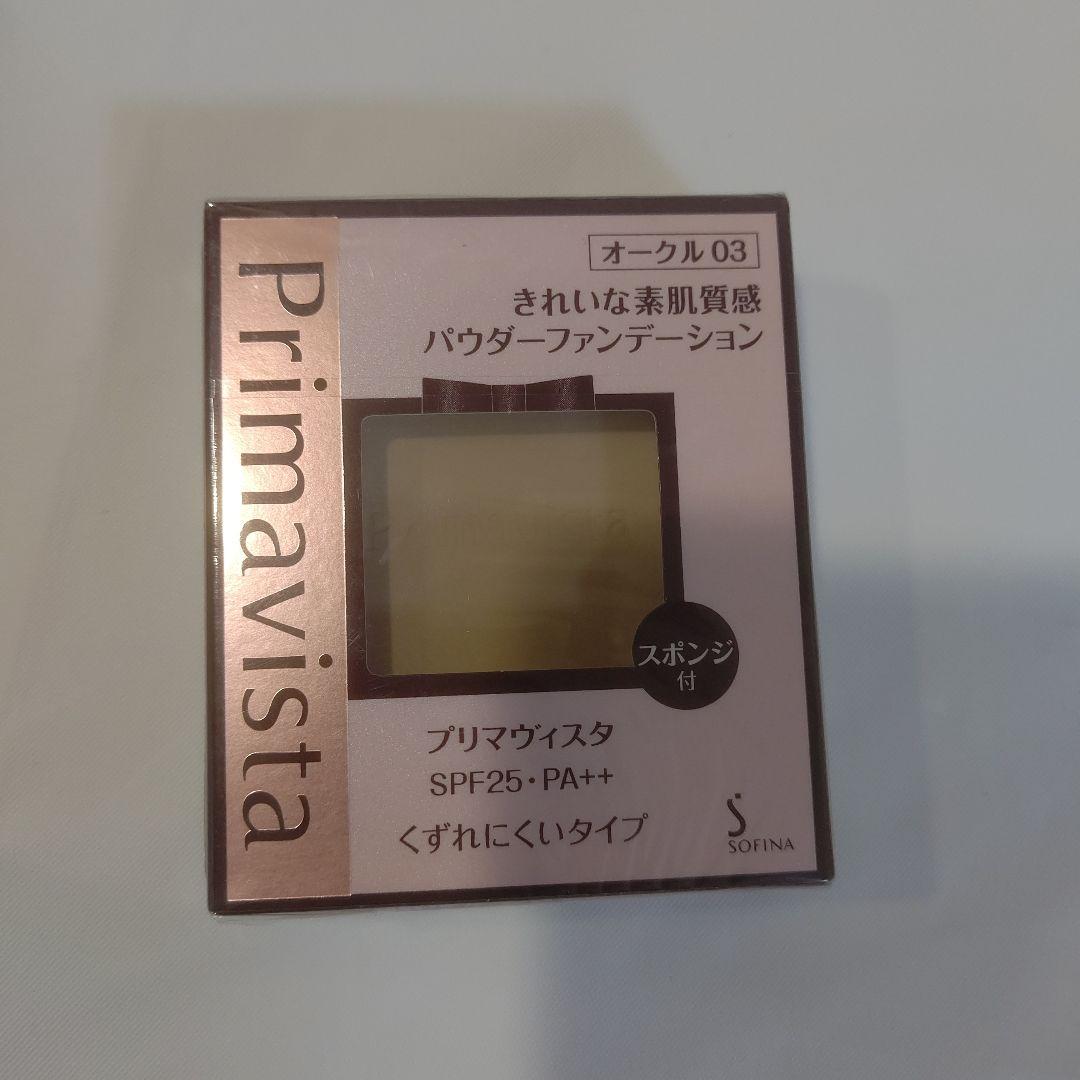 Primavista
オークル 03
きれいな素肌質感
パウダーファンデーション
スポンジ
付
プリマヴィスタ
SPF25・PA++
くずれにくいタイプ
SOFINA